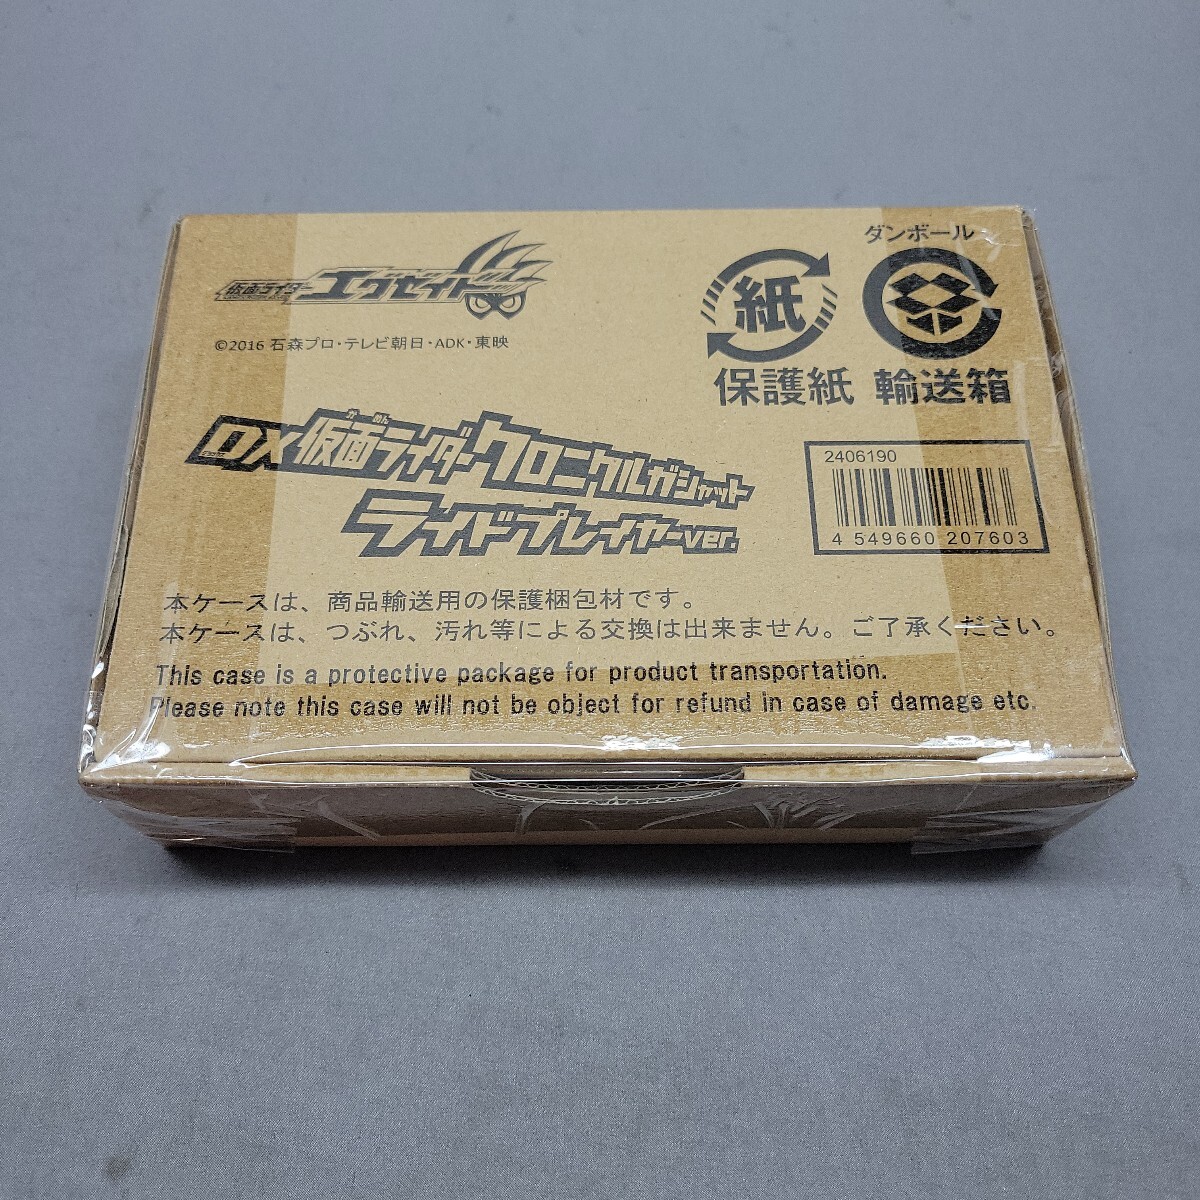 仮面ライダー エグゼイド
©2016 石森プロ・テレビ朝日・ADK・東映
紙
保護紙
ダンボール
輸送箱
DX仮面ライダークロニクルガシャット
かめん
ライドプレイヤーver.
2406190
4 549660 207603
本ケースは、商品輸送用の保護梱包材です。
本ケースは、つぶれ、汚れ等による交換は出来ません。ご了承ください。
This case is a protective package for product transportation.
Please note this case will not be object for refund in case of damage etc.